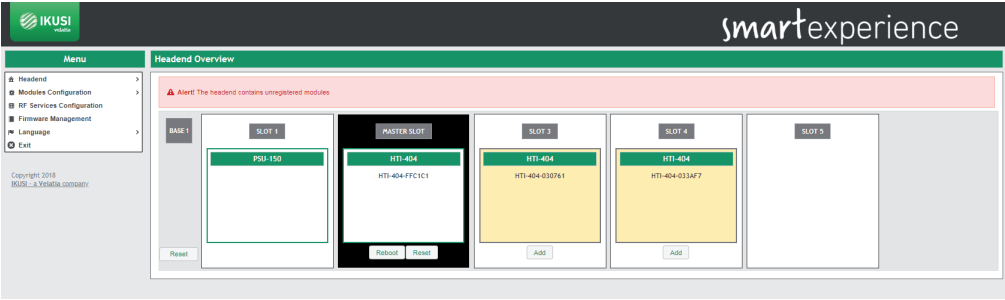 IKUSI
velatia
smartexperience
Menu
Headend Overview
Headend
Modules Configuration
RF Services Configuration
Firmware Management
Language
Exit
Copyright 2018
IKUSI - a Velatia company
Alert! The headend contains unregistered modules
BASE 1
SLOT 1
MASTER SLOT
SLOT 3
SLOT 4
SLOT 5
PSU-150
HTI-404
HTI-404
HTI-404
HTI-404-FFC1C1
HTI-404-030761
HTI-404-033AF7
Reset
Reboot
Reset
Add
Add